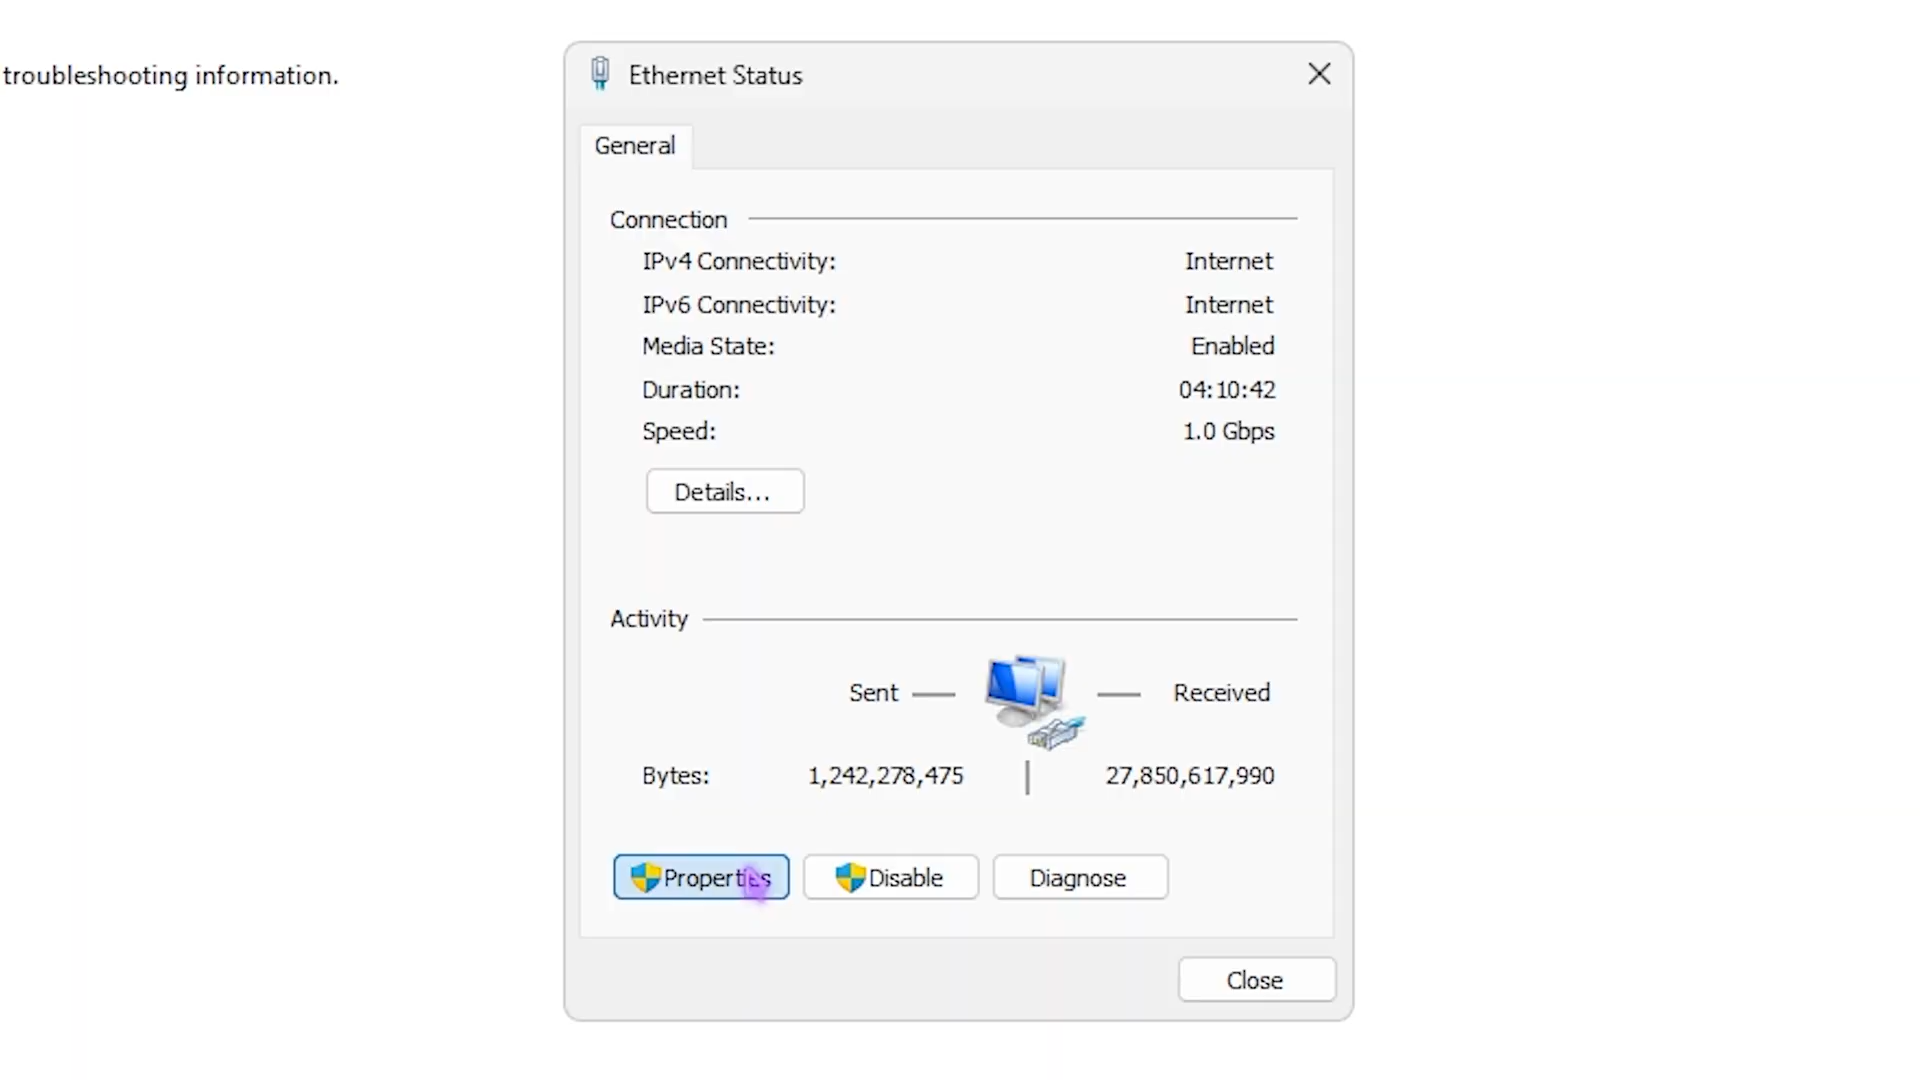 troubleshooting information.
Ethernet Status
General
Connection
IPv4 Connectivity: Internet
IPv6 Connectivity: Internet
Media State: Enabled
Duration: 04:10:42
Speed: 1.0 Gbps
Details...
Activity
Sent Received
Bytes: 1,242,278,475 27,850,617,990
Properties Disable Diagnose
Close